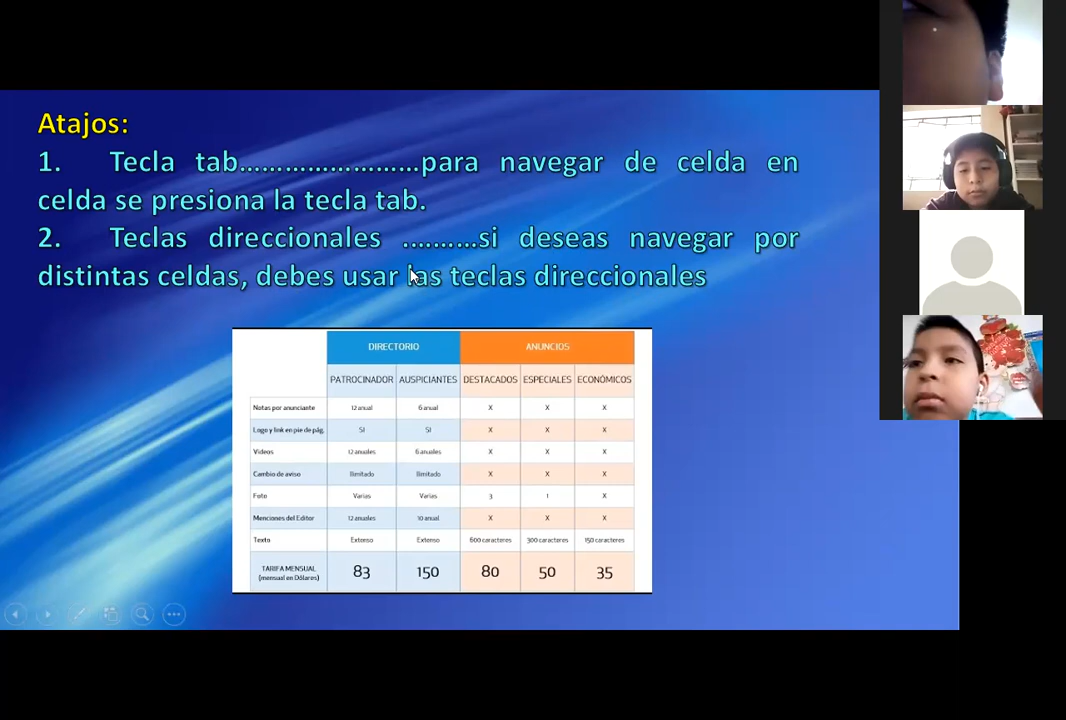 Atajos:
1. Tecla tab.......................para navegar de celda en
celda se presiona la tecla tab.
2. Teclas direccionales ..........si deseas navegar por
distintas celdas, debes usar las teclas direccionales
DIRECTORIO ANUNCIOS
PATROCINADOR AUSPICIANTES DESTACADOS ESPECIALES ECONÓMICOS
Notas por anunciante 12 anual 6 anual X X X
Logo y link en pie de pág. SI SI X X X
Videos 12 anuales 6 anuales X X X
Cambio de aviso Ilimitado Ilimitado X X X
Foto Varias Varias 3 1 X
Menciones del Editor 12 anuales 10 anual X X X
Texto Extenso Extenso 600 caracteres 300 caracteres 150 caracteres
TARIFA MENSUAL
(mensual en Dólares) 83 150 80 50 35